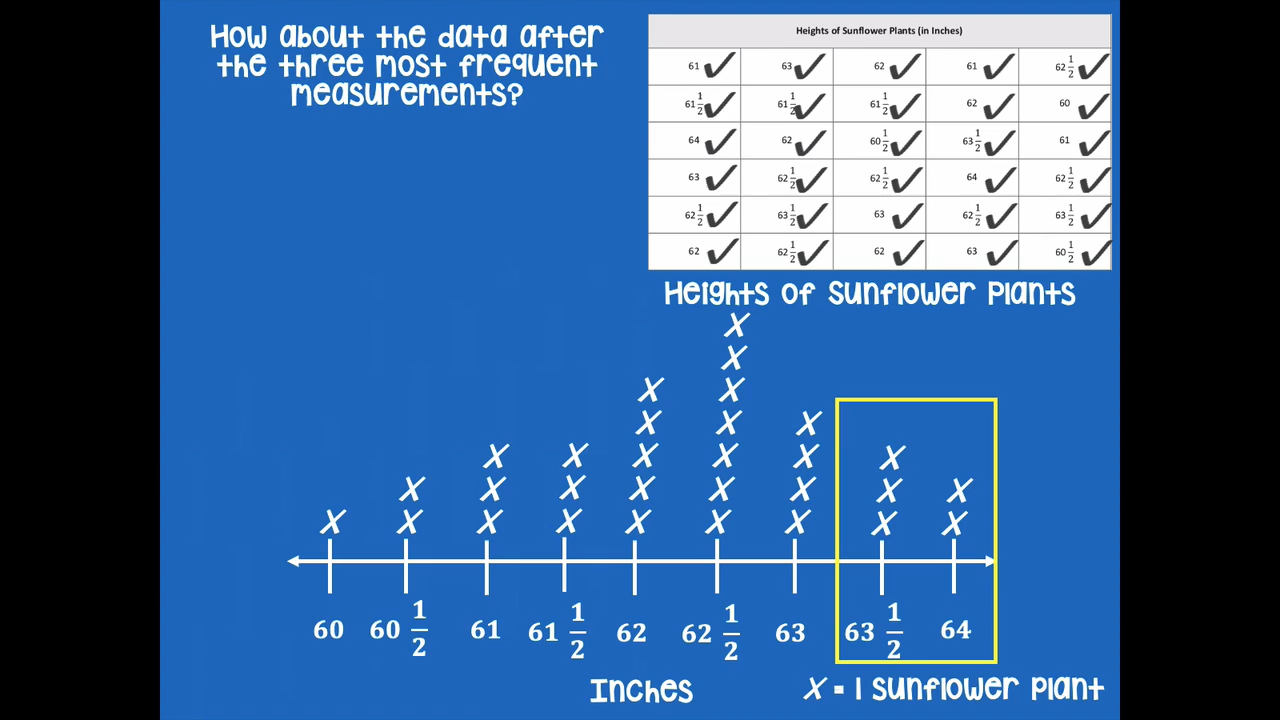 How about the data after
the three most frequent
measurements?
Heights of Sunflower Plants (in Inches)
61 63 62 61 62 1/2
61 1/2 61 1/2 61 1/2 62 60
64 62 60 1/2 63 1/2 61
63 62 1/2 62 1/2 64 62 1/2
62 1/2 63 1/2 63 62 1/2 63 1/2
62 62 1/2 62 63 60 1/2
Heights of Sunflower Plants
X
X
X X X
X X X
X X X X X X
X X X X X X X X
X X X X X X X X X
60 60 1/2 61 61 1/2 62 62 1/2 63 63 1/2 64
Inches
X = 1 Sunflower Plant